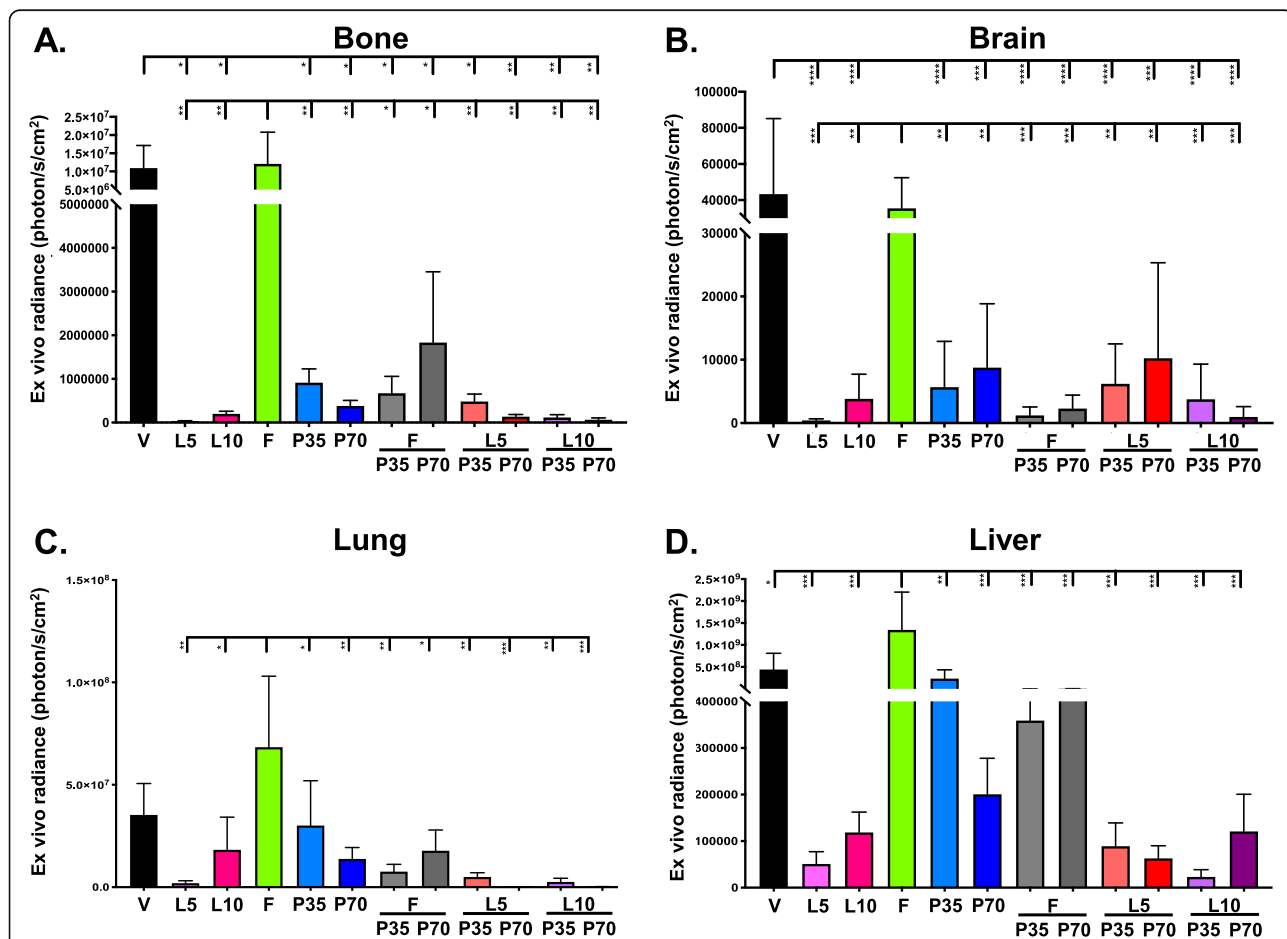 A. Bone
* * * * * * * ** ** **
** ** ** ** * * ** ** ** **
Ex vivo radiance (photon/s/cm²)
2.5×10⁷
1.5×10⁷
1.0×10⁷
5.0×10⁶
5000000
4000000
3000000
2000000
1000000
0
V L5 L10 F P35 P70 F L5 L10
P35 P70 P35 P70 P35 P70
B. Brain
**** **** **** *** **** **** **** *** **** ****
*** ** ** ** *** *** ** ** *** ***
Ex vivo radiance (photon/s/cm²)
100000
80000
60000
40000
30000
20000
10000
0
V L5 L10 F P35 P70 F L5 L10
P35 P70 P35 P70 P35 P70
C. Lung
** * * ** ** * ** *** ** ***
Ex vivo radiance (photon/s/cm²)
1.5×10⁸
1.0×10⁸
5.0×10⁷
0.0
V L5 L10 F P35 P70 F L5 L10
P35 P70 P35 P70 P35 P70
D. Liver
* *** *** ** *** *** *** *** *** *** ***
Ex vivo radiance (photon/s/cm²)
2.5×10⁹
2.0×10⁹
1.5×10⁹
1.0×10⁹
5.0×10⁸
400000
300000
200000
100000
0
V L5 L10 F P35 P70 F L5 L10
P35 P70 P35 P70 P35 P70